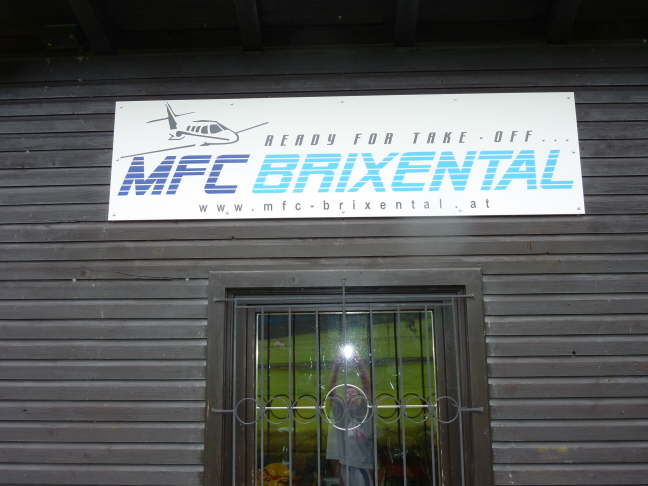 READY FOR TAKE-OFF...
MFC BRIXENTAL
www.mfc-brixental.at